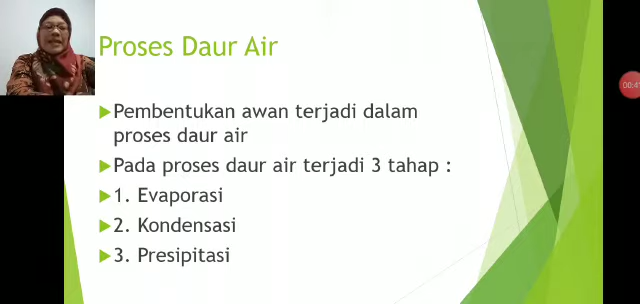 Proses Daur Air
Pembentukan awan terjadi dalam
proses daur air
Pada proses daur air terjadi 3 tahap :
1. Evaporasi
2. Kondensasi
3. Presipitasi